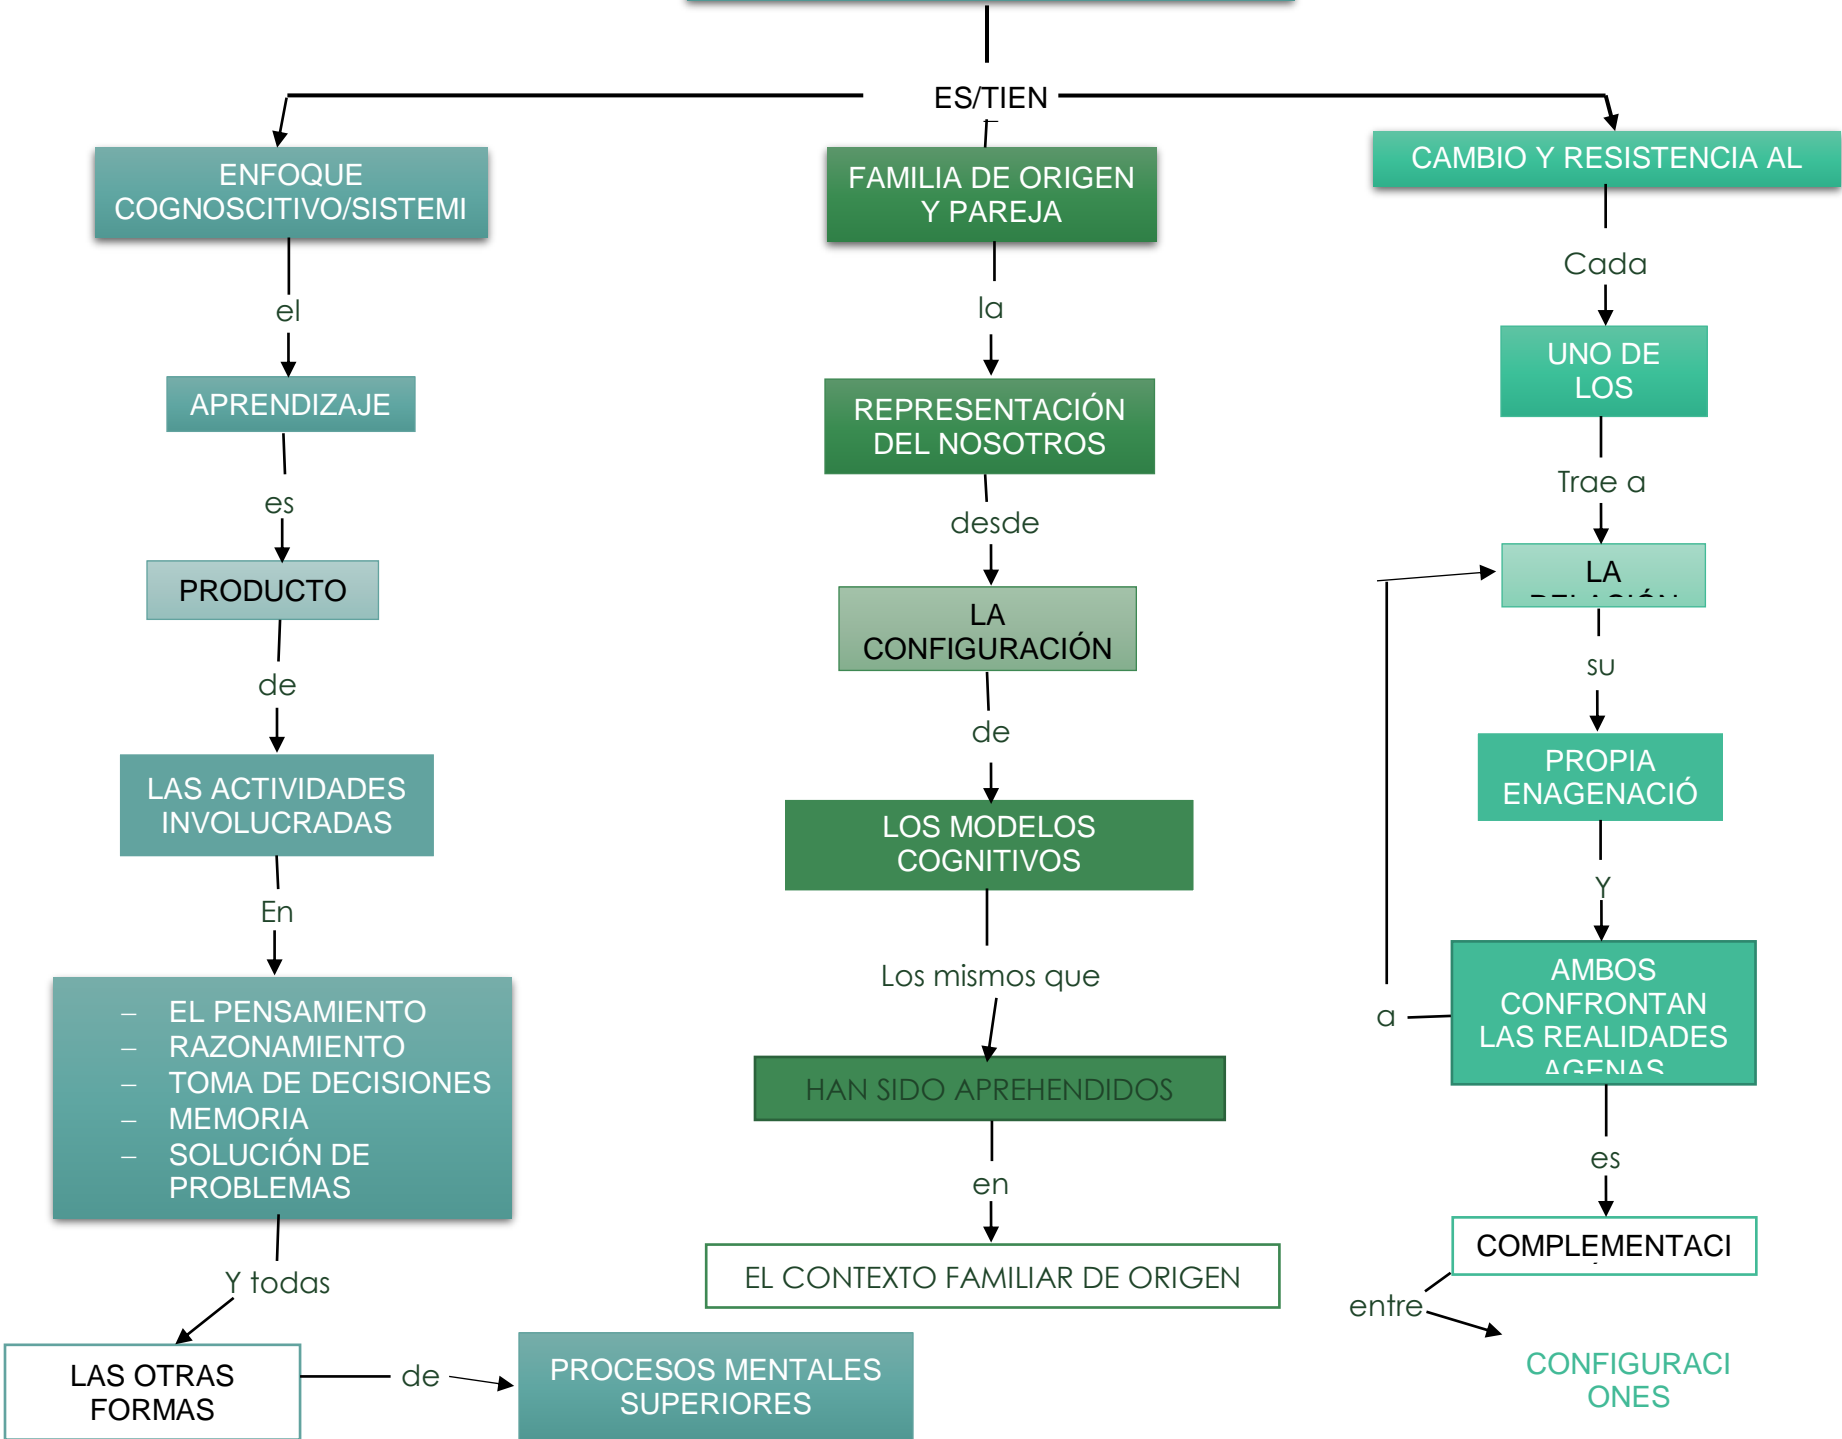 ES/TIEN
ENFOQUE
COGNOSCITIVO/SISTEMI
el
APRENDIZAJE
es
PRODUCTO
de
LAS ACTIVIDADES
INVOLUCRADAS
En
– EL PENSAMIENTO
– RAZONAMIENTO
– TOMA DE DECISIONES
– MEMORIA
– SOLUCIÓN DE
PROBLEMAS
Y todas
LAS OTRAS
FORMAS
de
PROCESOS MENTALES
SUPERIORES
FAMILIA DE ORIGEN
Y PAREJA
la
REPRESENTACIÓN
DEL NOSOTROS
desde
LA
CONFIGURACIÓN
de
LOS MODELOS
COGNITIVOS
Los mismos que
HAN SIDO APREHENDIDOS
en
EL CONTEXTO FAMILIAR DE ORIGEN
CAMBIO Y RESISTENCIA AL
Cada
UNO DE
LOS
Trae a
LA
RELACIÓN
su
PROPIA
ENAGENACIÓ
Y
AMBOS
CONFRONTAN
LAS REALIDADES
AGENAS
a
es
COMPLEMENTACI
entre
CONFIGURACI
ONES